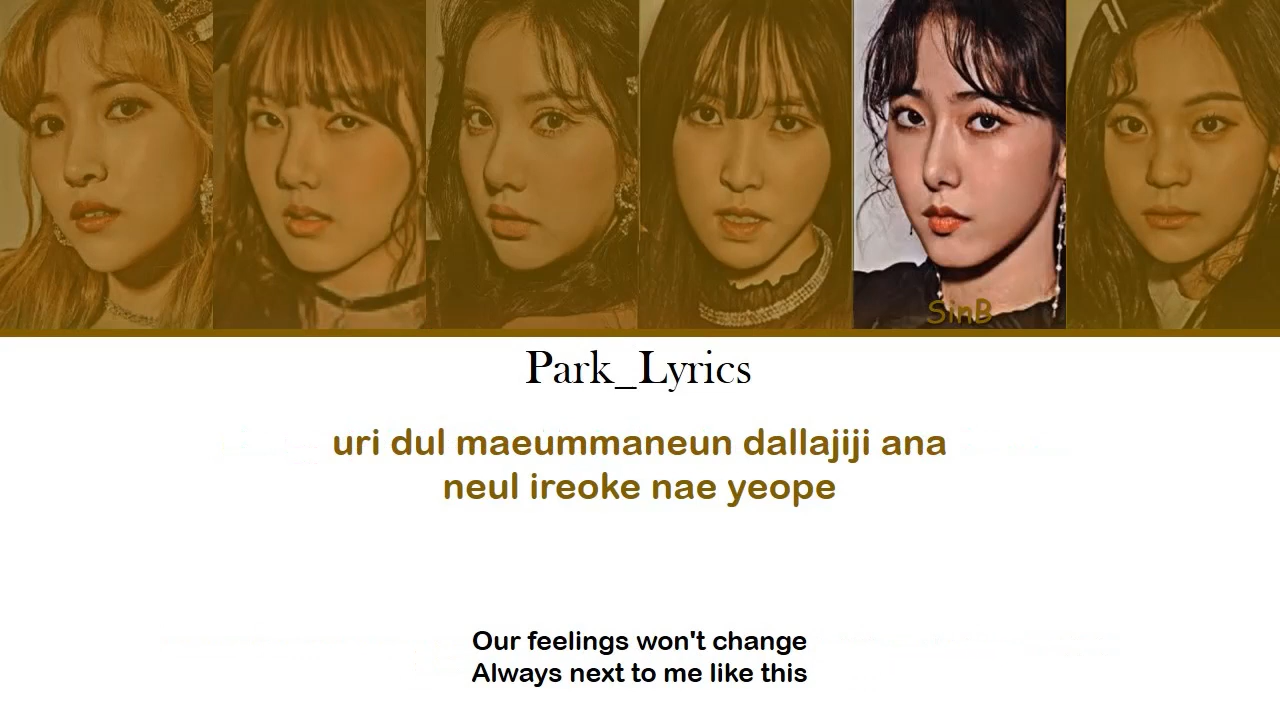 SinB
Park_Lyrics
uri dul maeummaneun dallajiji ana
neul ireoke nae yeope
Our feelings won't change
Always next to me like this